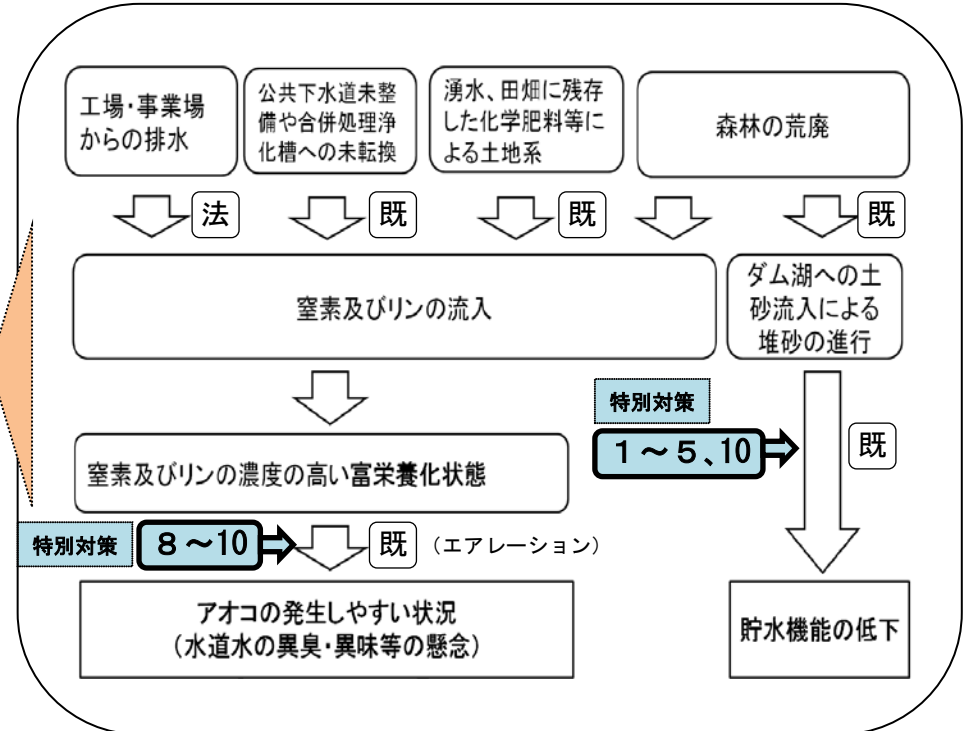 工場・事業場
からの排水
公共下水道未整
備や合併処理浄
化槽への未転換
湧水、田畑に残存
した化学肥料等に
よる土地系
森林の荒廃
法
既
既
既
窒素及びリンの流入
ダム湖への土
砂流入による
堆砂の進行
特別対策
１～５、10
既
窒素及びリンの濃度の高い富栄養化状態
特別対策
８～10
既
（エアレーション）
アオコの発生しやすい状況
（水道水の異臭・異味等の懸念）
貯水機能の低下